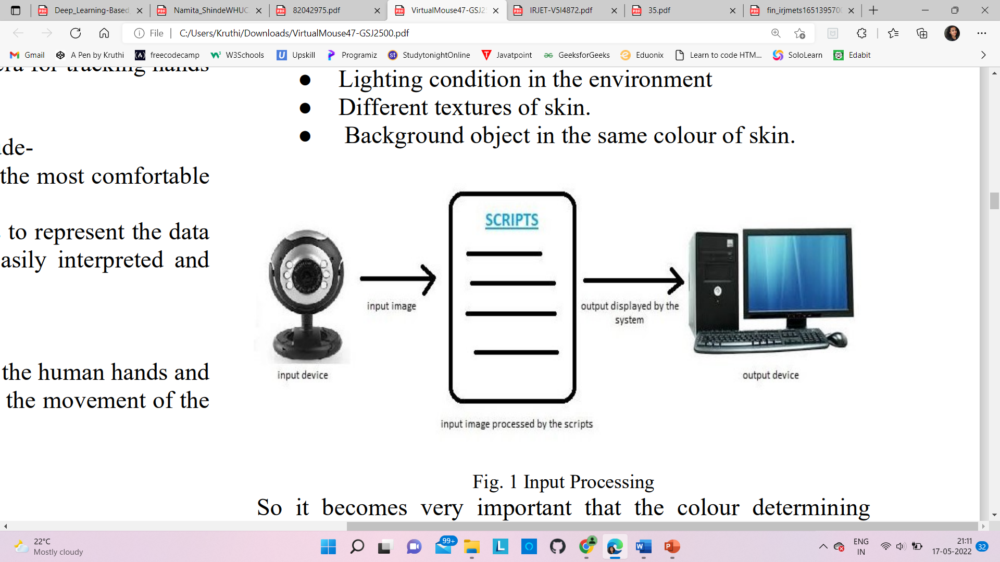 Deep_Learning-Based
Namita_ShindeWHUC
82042975.pdf
VirtualMouse47-GSJ25
IRJET-V5I4872.pdf
35.pdf
fin_irjmets1651395700
File
C:/Users/Kruthi/Downloads/VirtualMouse47-GSJ2500.pdf
Gmail
A Pen by Kruthi
freecodecamp
W3Schools
Upskill
Programiz
StudytonightOnline
Javatpoint
GeeksforGeeks
Eduonix
Learn to code HTM...
SoloLearn
Edabit
for tracking hands
de-
the most comfortable
to represent the data
asily interpreted and
the human hands and
the movement of the
● Lighting condition in the environment
● Different textures of skin.
● Background object in the same colour of skin.
SCRIPTS
input image
output displayed by the
system
input device
output device
input image processed by the scripts
Fig. 1 Input Processing
So it becomes very important that the colour determining
22°C
Mostly cloudy
99+
ENG
IN
21:11
17-05-2022
32